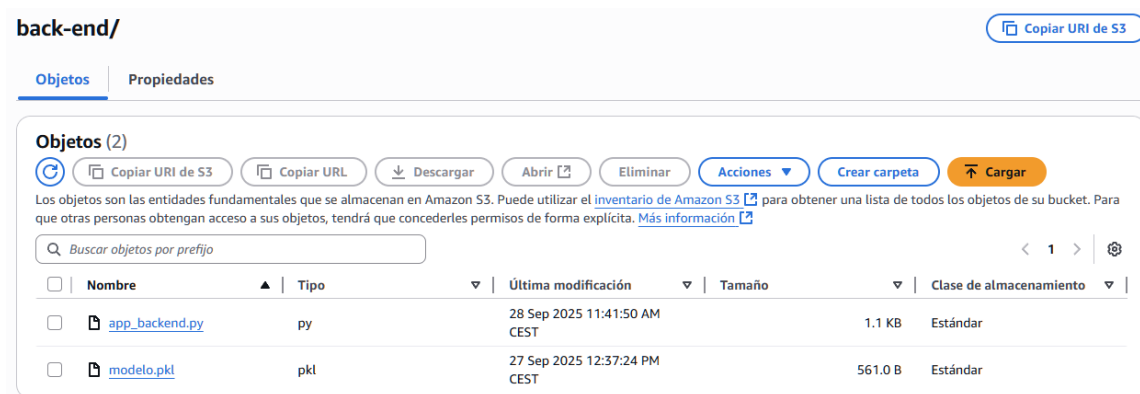 back-end/
Copiar URI de S3
Objetos
Propiedades
Objetos (2)
Copiar URI de S3
Copiar URL
Descargar
Abrir
Eliminar
Acciones
Crear carpeta
Cargar
Los objetos son las entidades fundamentales que se almacenan en Amazon S3. Puede utilizar el inventario de Amazon S3 para obtener una lista de todos los objetos de su bucket. Para
que otras personas obtengan acceso a sus objetos, tendrá que concederles permisos de forma explícita. Más información
Buscar objetos por prefijo
1
Nombre
Tipo
Última modificación
Tamaño
Clase de almacenamiento
app_backend.py
py
28 Sep 2025 11:41:50 AM
CEST
1.1 KB
Estándar
modelo.pkl
pkl
27 Sep 2025 12:37:24 PM
CEST
561.0 B
Estándar